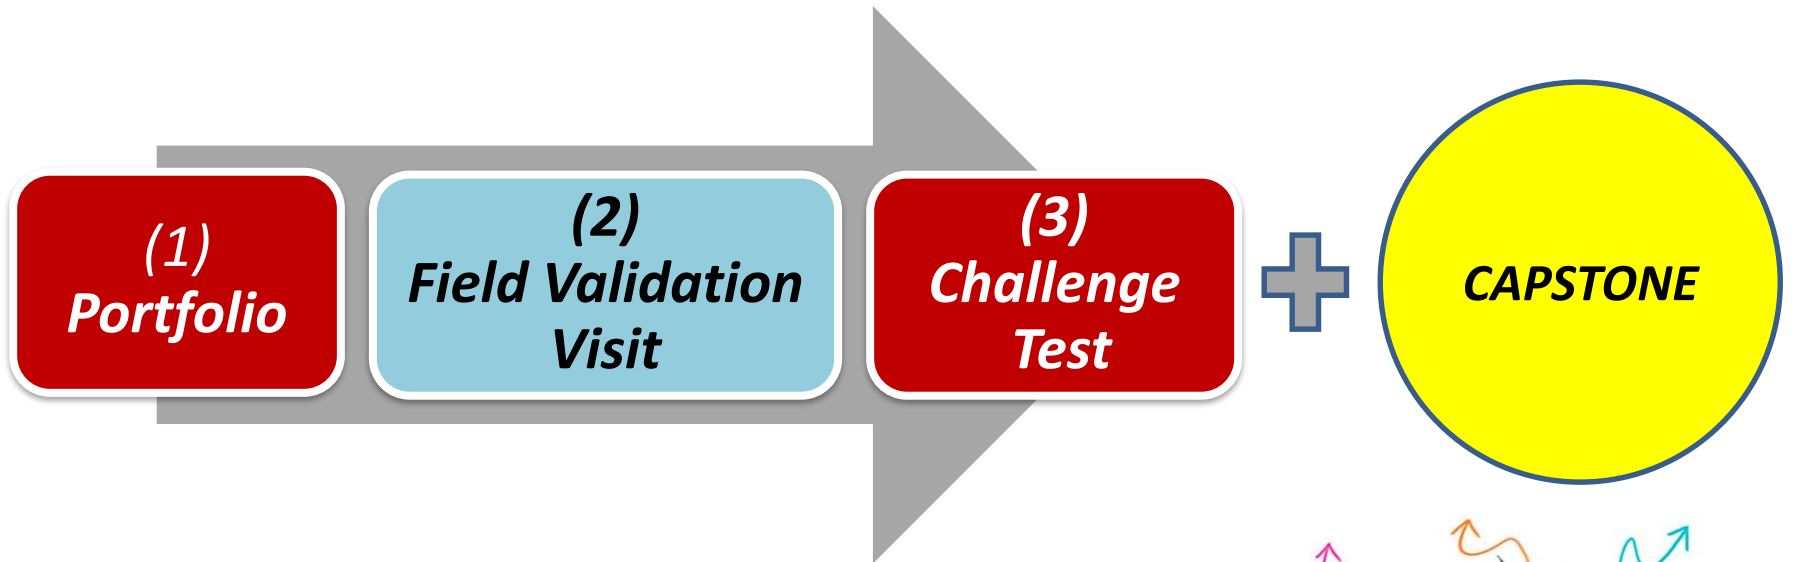 (1)
Portfolio
(2)
Field Validation
Visit
(3)
Challenge
Test
CAPSTONE